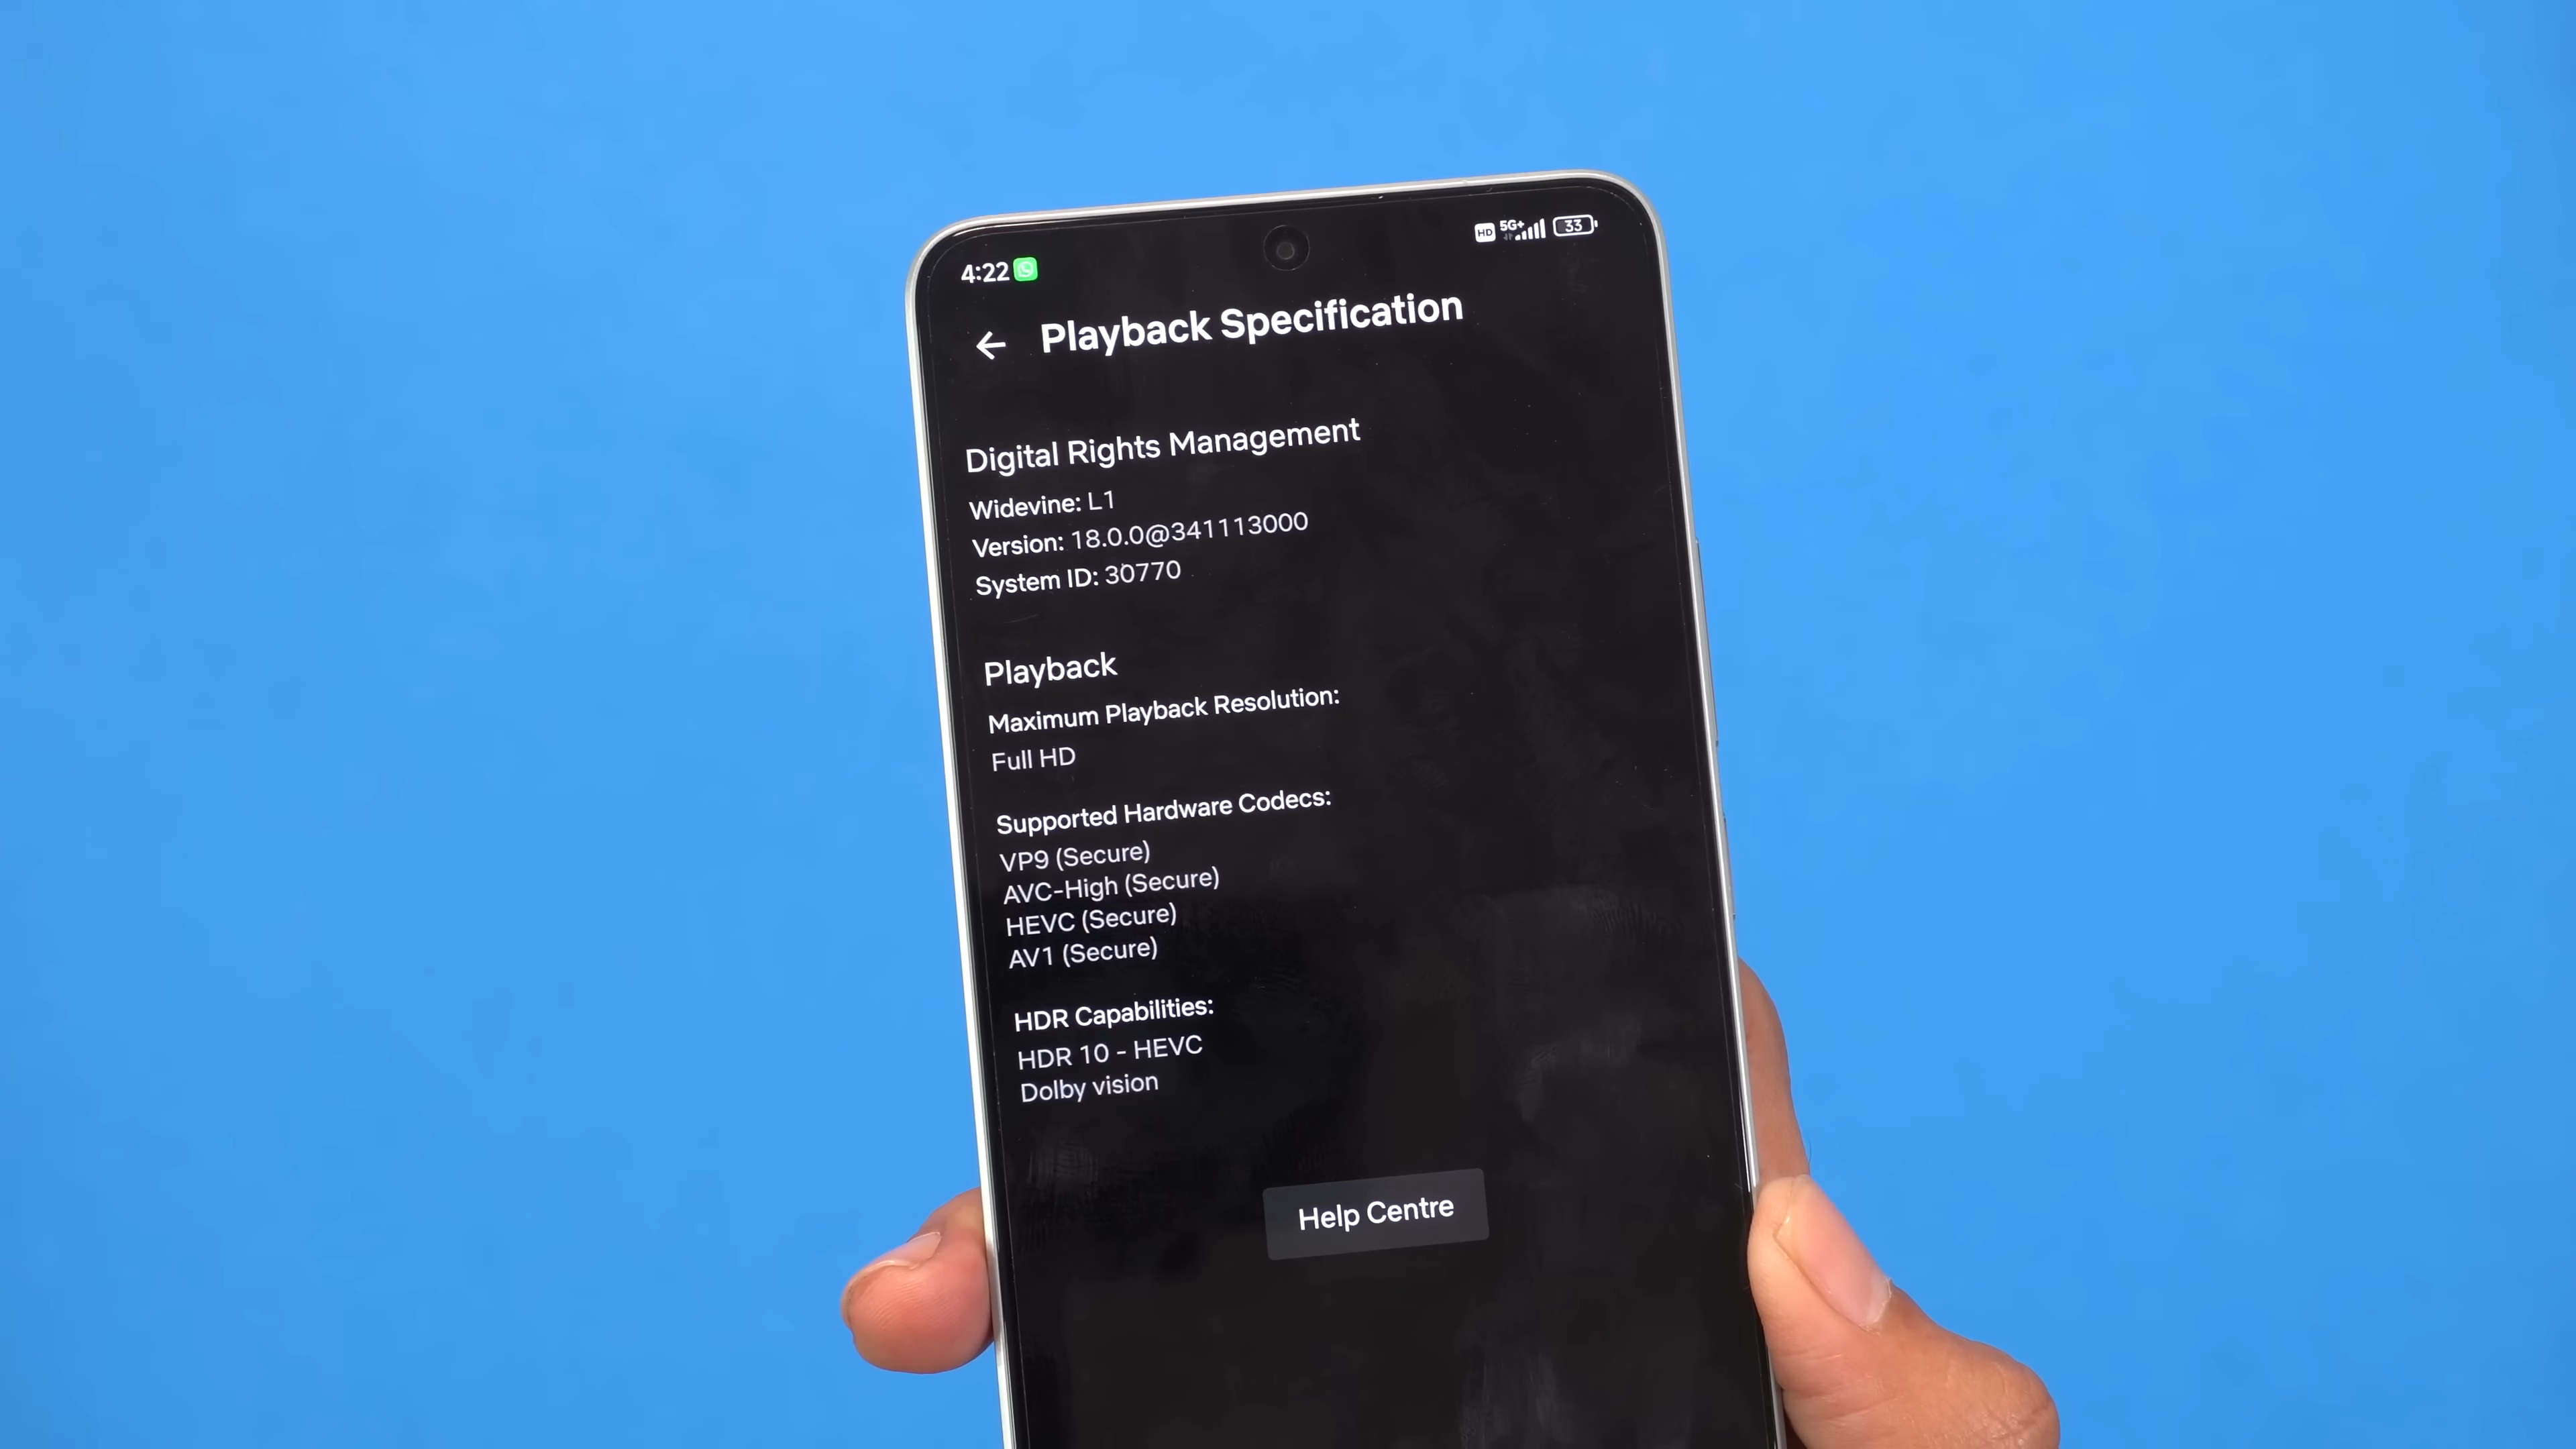 4:22
HD 5G+ 33
Playback Specification
Digital Rights Management
Widevine: L1
Version: 18.0.0@341113000
System ID: 30770
Playback
Maximum Playback Resolution:
Full HD
Supported Hardware Codecs:
VP9 (Secure)
AVC-High (Secure)
HEVC (Secure)
AV1 (Secure)
HDR Capabilities:
HDR 10 - HEVC
Dolby vision
Help Centre